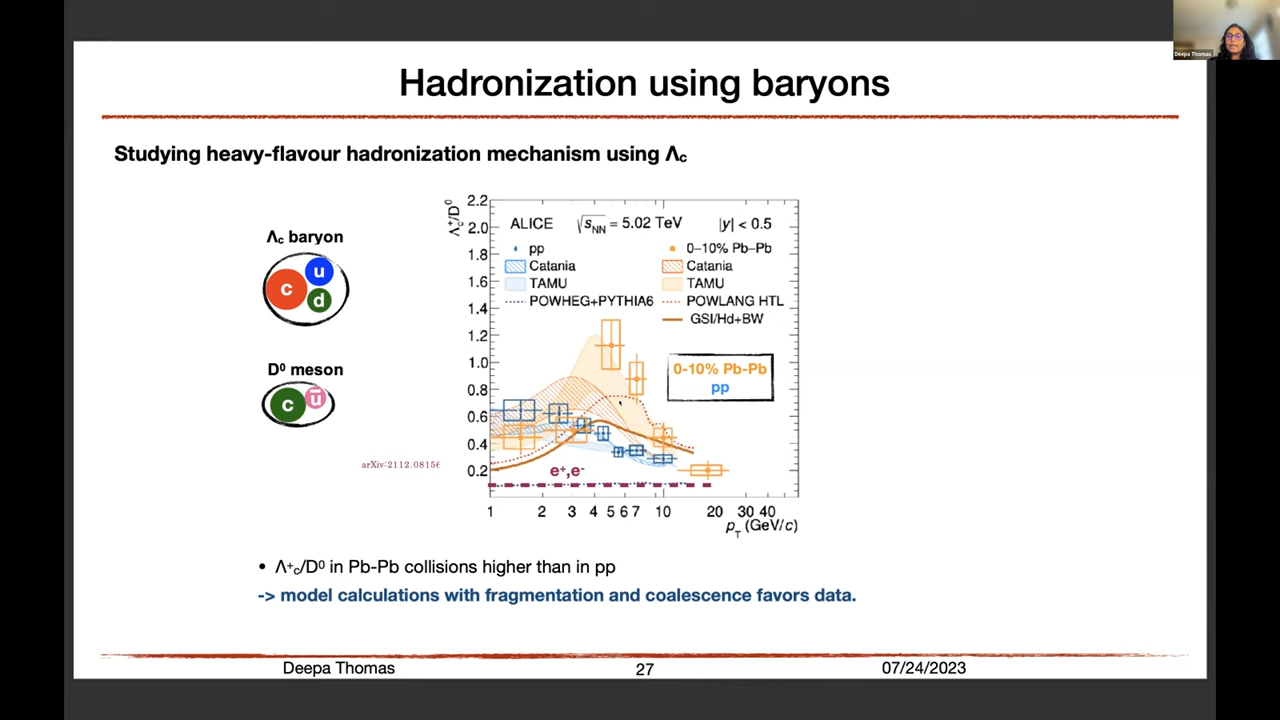 Deepa Thomas
Hadronization using baryons
Studying heavy-flavour hadronization mechanism using Λc
Λc baryon
c u d
D⁰ meson
c ū
arXiv:2112.0815
Λc⁺/D⁰
2.2
2.0
1.8
1.6
1.4
1.2
1.0
0.8
0.6
0.4
0.2
ALICE √sNN = 5.02 TeV |y| < 0.5
pp 0–10% Pb–Pb
Catania Catania
TAMU TAMU
POWHEG+PYTHIA6 POWLANG HTL
GSI/Hd+BW
0-10% Pb-Pb
pp
e⁺,e⁻
1 2 3 4 5 6 7 10 20 30 40
pT (GeV/c)
• Λ⁺c/D⁰ in Pb-Pb collisions higher than in pp
-> model calculations with fragmentation and coalescence favors data.
Deepa Thomas 27 07/24/2023